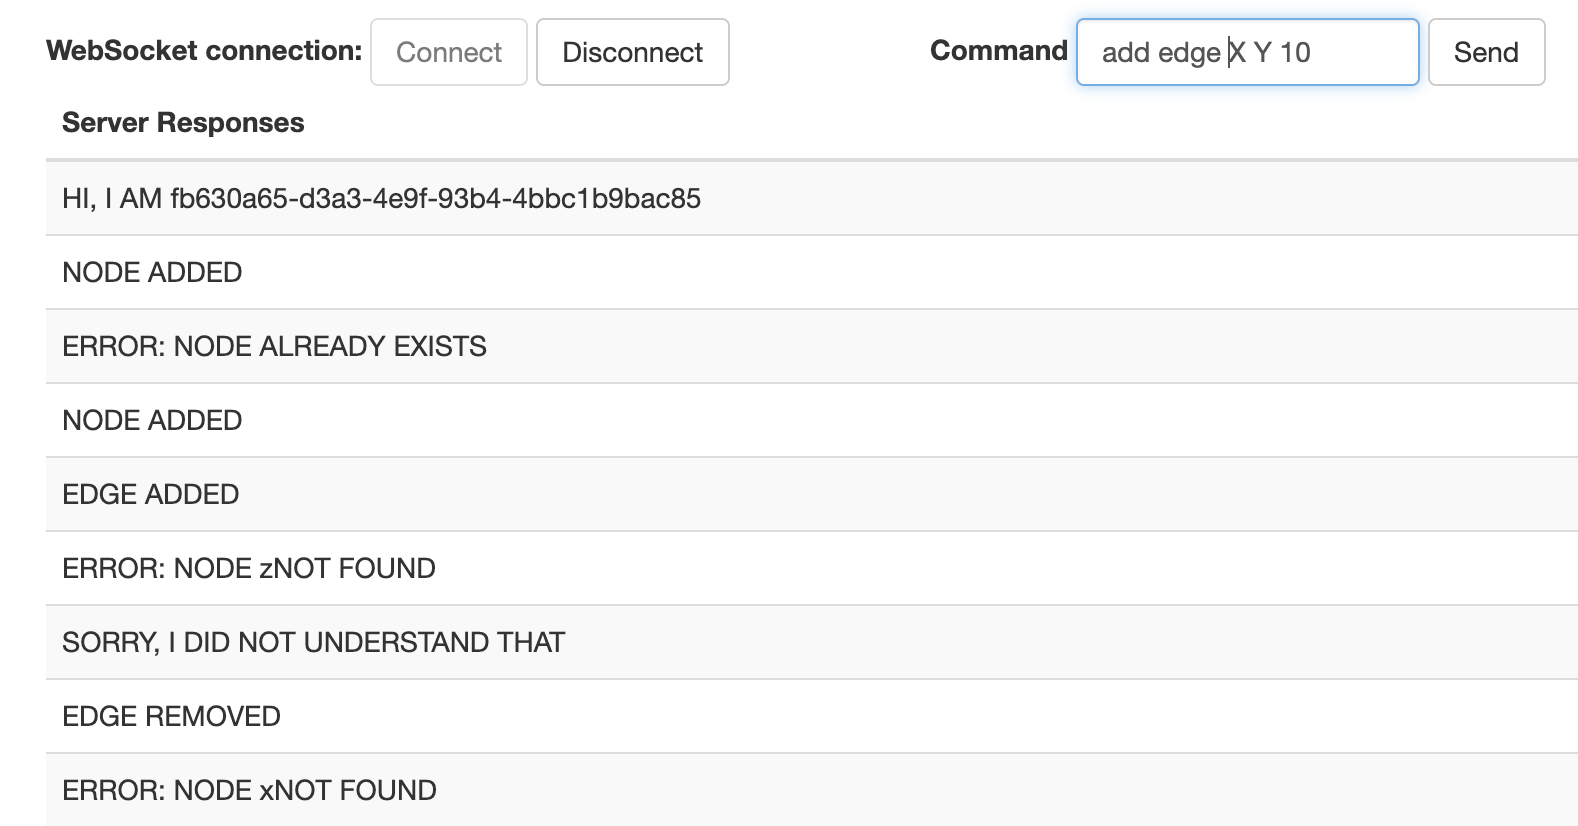 WebSocket connection: Connect Disconnect Command add edge X Y 10 Send
Server Responses
HI, I AM fb630a65-d3a3-4e9f-93b4-4bbc1b9bac85
NODE ADDED
ERROR: NODE ALREADY EXISTS
NODE ADDED
EDGE ADDED
ERROR: NODE zNOT FOUND
SORRY, I DID NOT UNDERSTAND THAT
EDGE REMOVED
ERROR: NODE xNOT FOUND